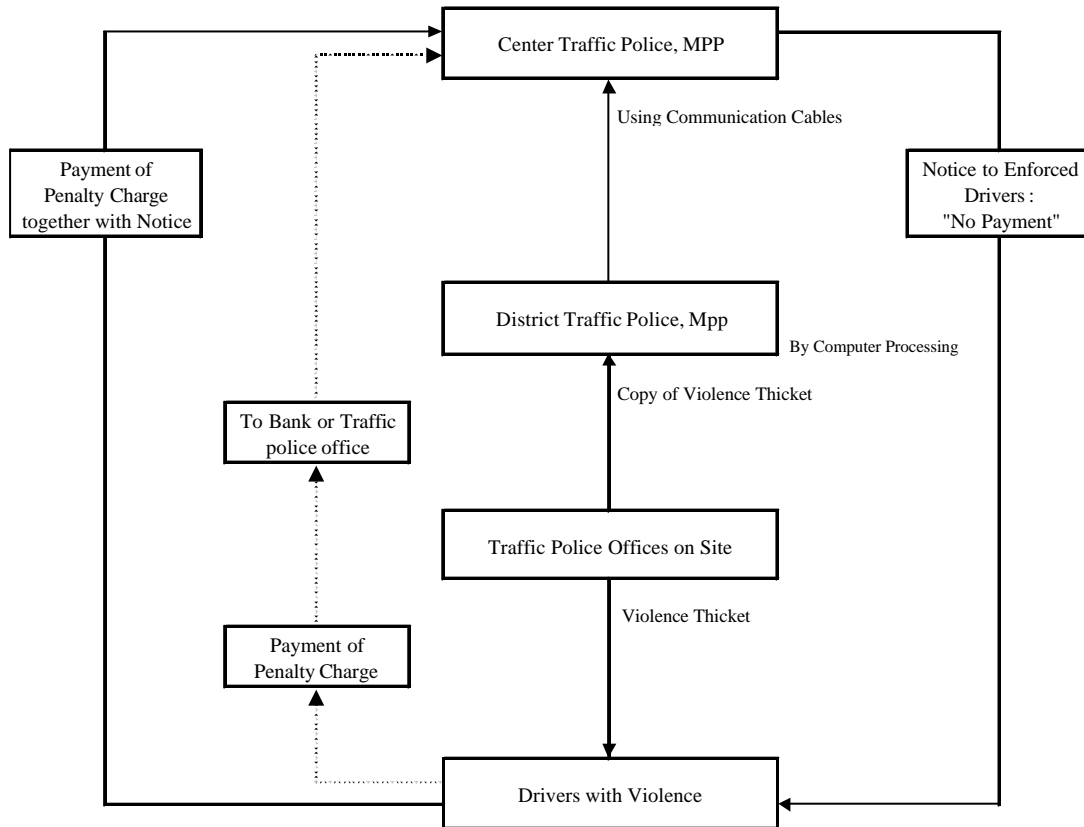 Center Traffic Police, MPP
Using Communication Cables
Payment of
Penalty Charge
together with Notice
Notice to Enforced
Drivers :
"No Payment"
District Traffic Police, Mpp
By Computer Processing
Copy of Violence Thicket
To Bank or Traffic
police office
Traffic Police Offices on Site
Violence Thicket
Payment of
Penalty Charge
Drivers with Violence